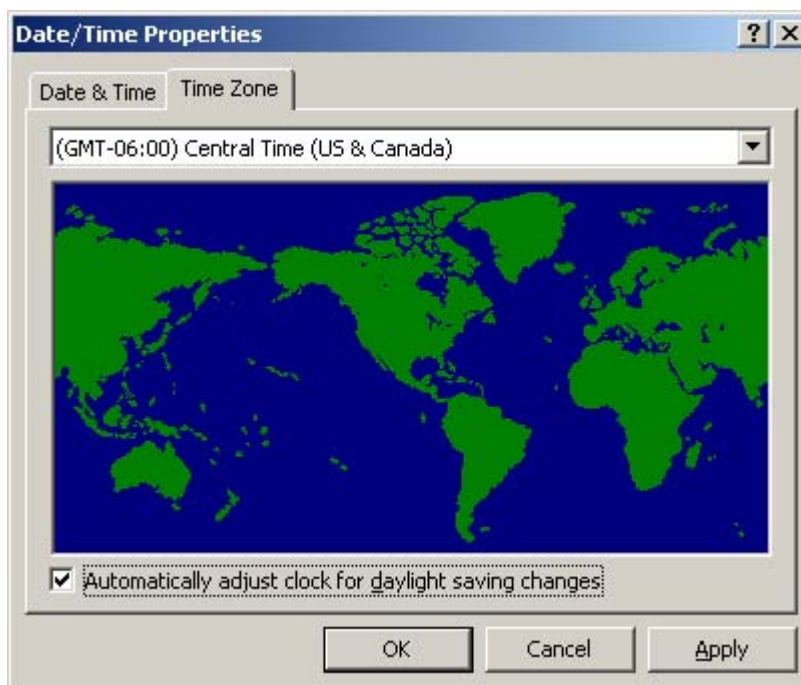 Date/Time Properties
Date & Time Time Zone
(GMT-06:00) Central Time (US & Canada)
Automatically adjust clock for daylight saving changes
OK Cancel Apply